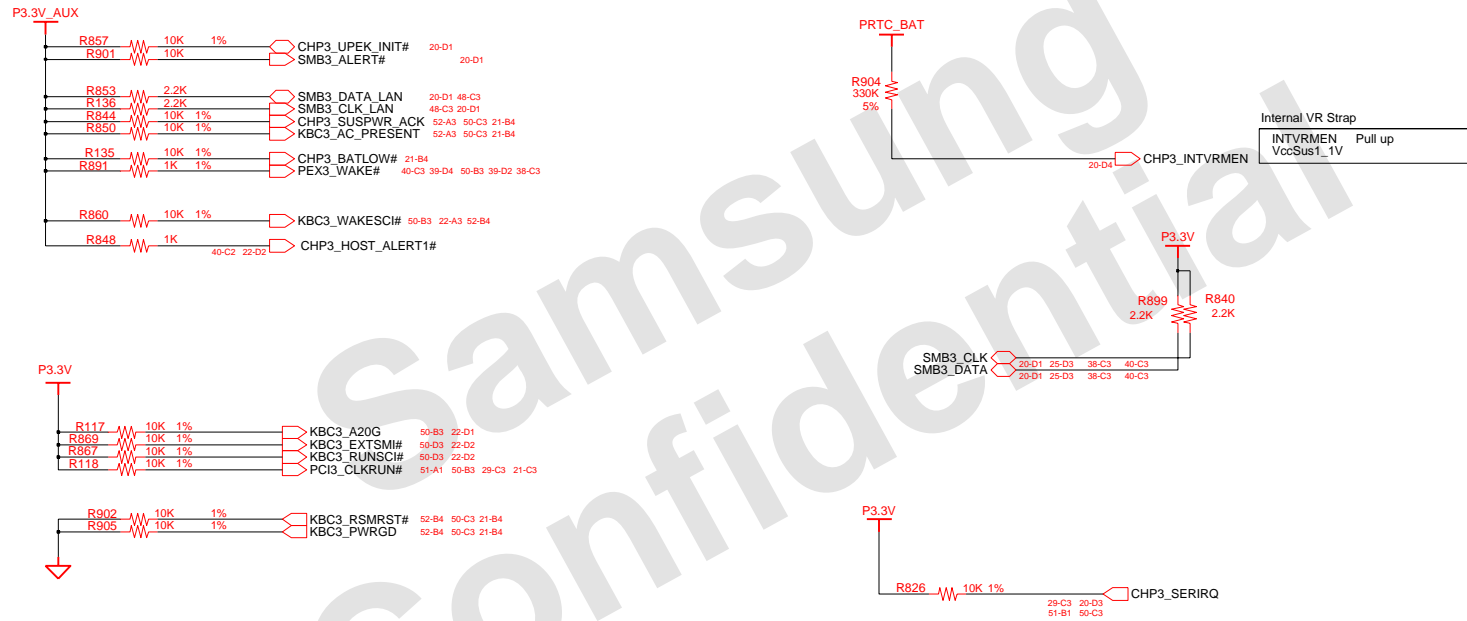 P3.3V_AUX
R857 10K 1% CHP3_UPEK_INIT# 20-D1
R901 10K SMB3_ALERT# 20-D1
R853 2.2K SMB3_DATA_LAN 20-D1 48-C3
R136 2.2K SMB3_CLK_LAN 48-C3 20-D1
R844 10K 1% CHP3_SUSPWR_ACK 52-A3 50-C3 21-B4
R850 10K 1% KBC3_AC_PRESENT 52-A3 50-C3 21-B4
R135 10K 1% CHP3_BATLOW# 21-B4
R891 1K 1% PEX3_WAKE# 40-C3 39-D4 50-B3 39-D2 38-C3
R860 10K 1% KBC3_WAKESCI# 50-B3 22-A3 52-B4
R848 1K CHP3_HOST_ALERT1#
40-C2 22-D2
PRTC_BAT
R904
330K
5%
20-D4 CHP3_INTVRMEN
Internal VR Strap
INTVRMEN Pull up
VccSus1_1V
P3.3V
R899 R840
2.2K 2.2K
SMB3_CLK 20-D1 25-D3 38-C3 40-C3
SMB3_DATA 20-D1 25-D3 38-C3 40-C3
P3.3V
R117 10K 1% KBC3_A20G 50-B3 22-D1
R869 10K 1% KBC3_EXTSMI# 50-D3 22-D2
R867 10K 1% KBC3_RUNSCI# 50-D3 22-D2
R118 10K 1% PCI3_CLKRUN# 51-A1 50-B3 29-C3 21-C3
R902 10K 1% KBC3_RSMRST# 52-B4 50-C3 21-B4
R905 10K 1% KBC3_PWRGD 52-B4 50-C3 21-B4
P3.3V
R826 10K 1% CHP3_SERIRQ
29-C3 20-D3
51-B1 50-C3
Samsung
Confidential